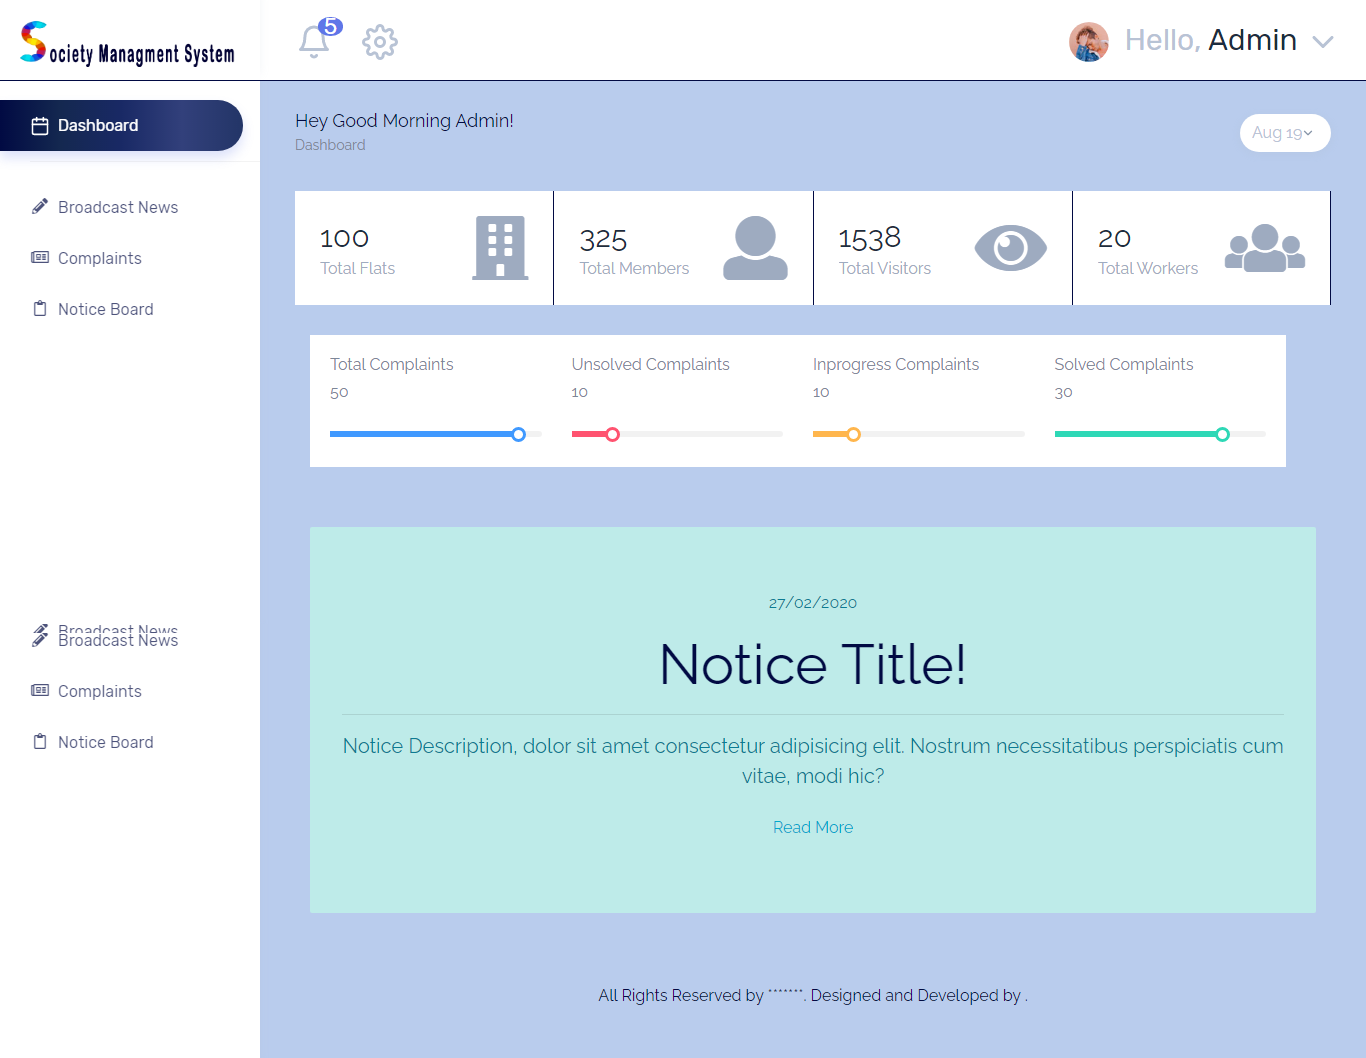 Society Managment System
5
Hello, Admin
Dashboard
Broadcast News
Complaints
Notice Board
Broadcast News
Broadcast News
Complaints
Notice Board
Hey Good Morning Admin!
Dashboard
Aug 19
100
Total Flats
325
Total Members
1538
Total Visitors
20
Total Workers
Total Complaints
50
Unsolved Complaints
10
Inprogress Complaints
10
Solved Complaints
30
27/02/2020
Notice Title!
Notice Description, dolor sit amet consectetur adipisicing elit. Nostrum necessitatibus perspiciatis cum
vitae, modi hic?
Read More
All Rights Reserved by *******. Designed and Developed by .